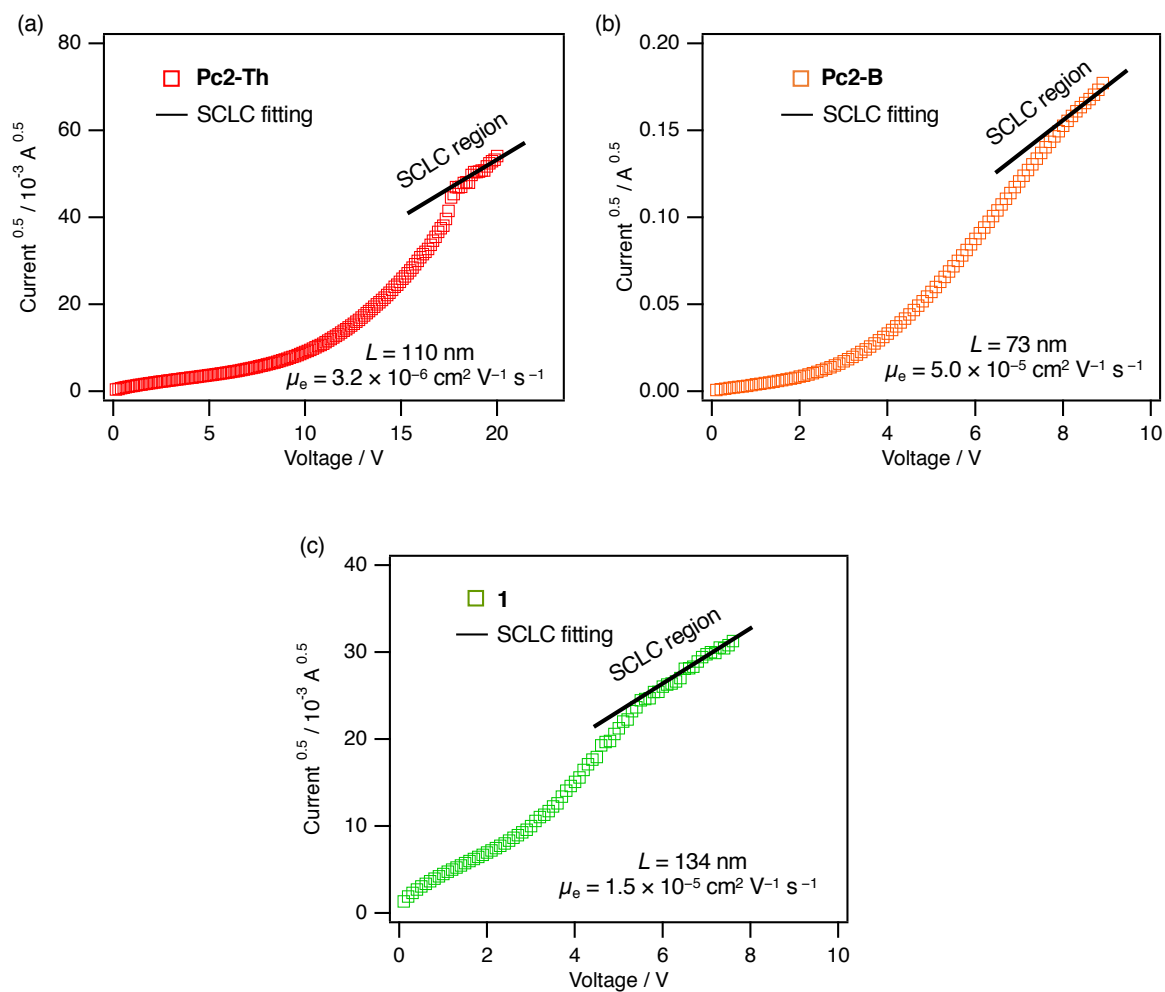 (a)
80
60
40
20
0
Current 0.5 / 10-3 A 0.5
Pc2-Th
SCLC fitting
SCLC region
L = 110 nm
μe = 3.2 × 10−6 cm2 V−1 s−1
0 5 10 15 20
Voltage / V
(b)
0.20
0.15
0.10
0.05
0.00
Current 0.5 / A 0.5
Pc2-B
SCLC fitting
SCLC region
L = 73 nm
μe = 5.0 × 10−5 cm2 V−1 s−1
0 2 4 6 8 10
Voltage / V
(c)
40
30
20
10
0
Current 0.5 / 10-3 A 0.5
1
SCLC fitting
SCLC region
L = 134 nm
μe = 1.5 × 10−5 cm2 V−1 s−1
0 2 4 6 8 10
Voltage / V